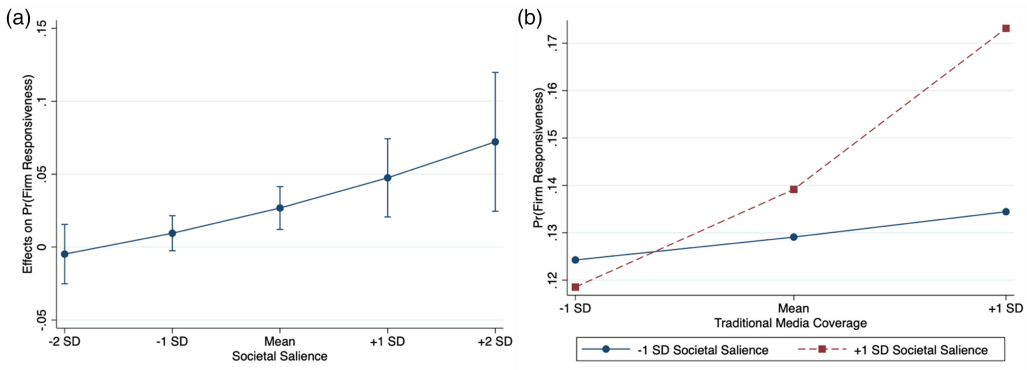 (a)
Effects on Pr(Firm Responsiveness)
.15
.1
.05
0
-.05
-2 SD
-1 SD
Mean
+1 SD
+2 SD
Societal Salience
(b)
Pr(Firm Responsiveness)
.17
.16
.15
.14
.13
.12
-1 SD
Mean
+1 SD
Traditional Media Coverage
-1 SD Societal Salience
+1 SD Societal Salience